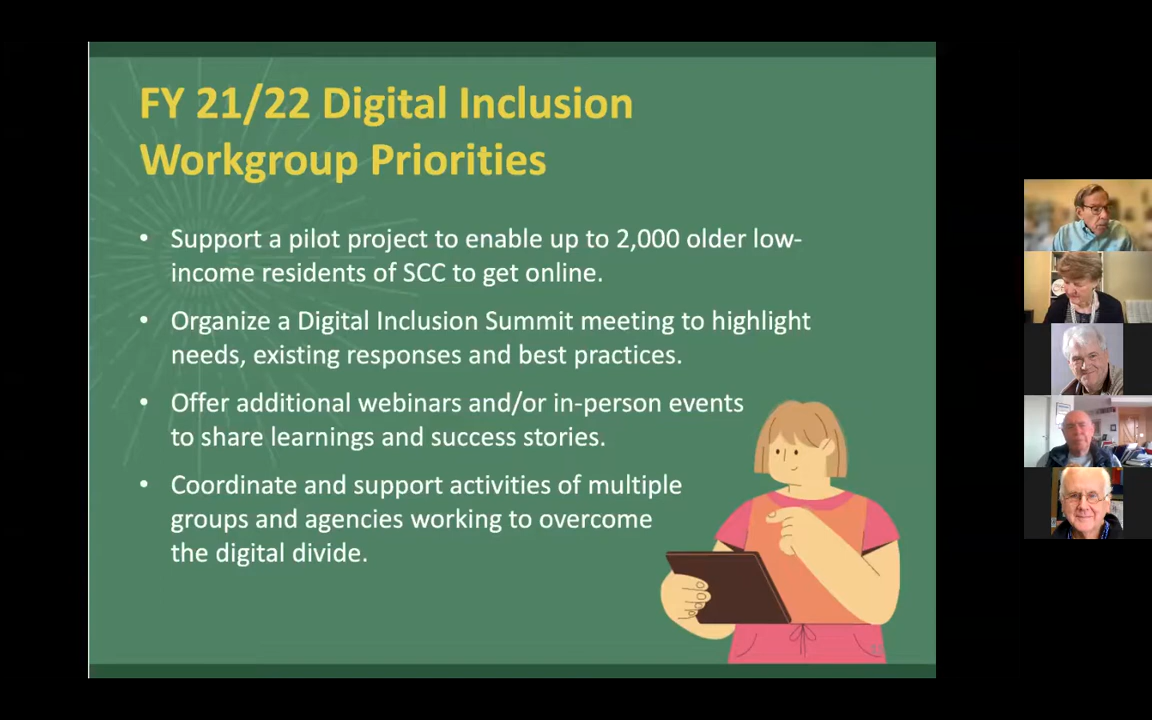 FY 21/22 Digital Inclusion
Workgroup Priorities
• Support a pilot project to enable up to 2,000 older low-
income residents of SCC to get online.
• Organize a Digital Inclusion Summit meeting to highlight
needs, existing responses and best practices.
• Offer additional webinars and/or in-person events
to share learnings and success stories.
• Coordinate and support activities of multiple
groups and agencies working to overcome
the digital divide.